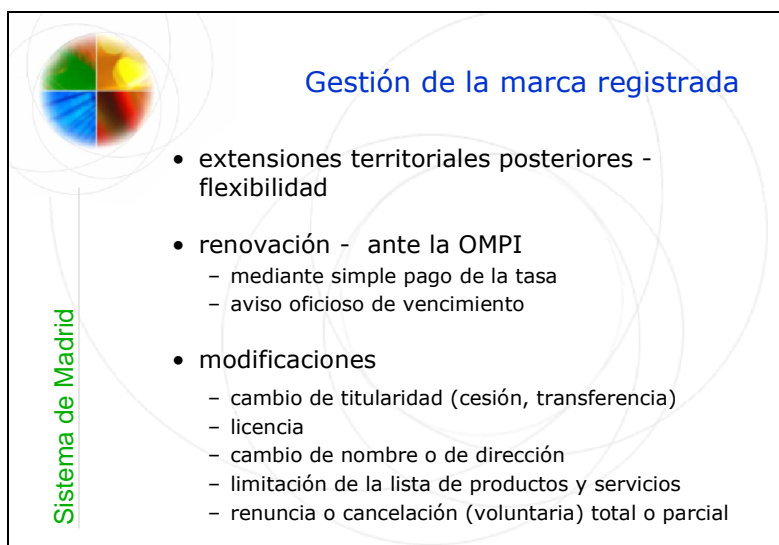 Gestión de la marca registrada
• extensiones territoriales posteriores -
flexibilidad
• renovación - ante la OMPI
– mediante simple pago de la tasa
– aviso oficioso de vencimiento
• modificaciones
– cambio de titularidad (cesión, transferencia)
– licencia
– cambio de nombre o de dirección
– limitación de la lista de productos y servicios
– renuncia o cancelación (voluntaria) total o parcial
Sistema de Madrid